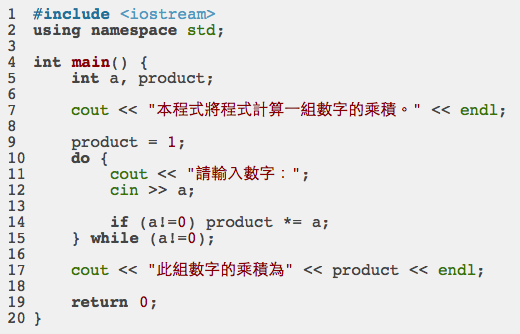 1 #include <iostream>
2 using namespace std;
3
4 int main() {
5     int a, product;
6
7     cout << "本程式將程式計算一組數字的乘積。" << endl;
8
9     product = 1;
10     do {
11         cout << "請輸入數字：";
12         cin >> a;
13
14         if (a!=0) product *= a;
15     } while (a!=0);
16
17     cout << "此組數字的乘積為" << product << endl;
18
19     return 0;
20 }